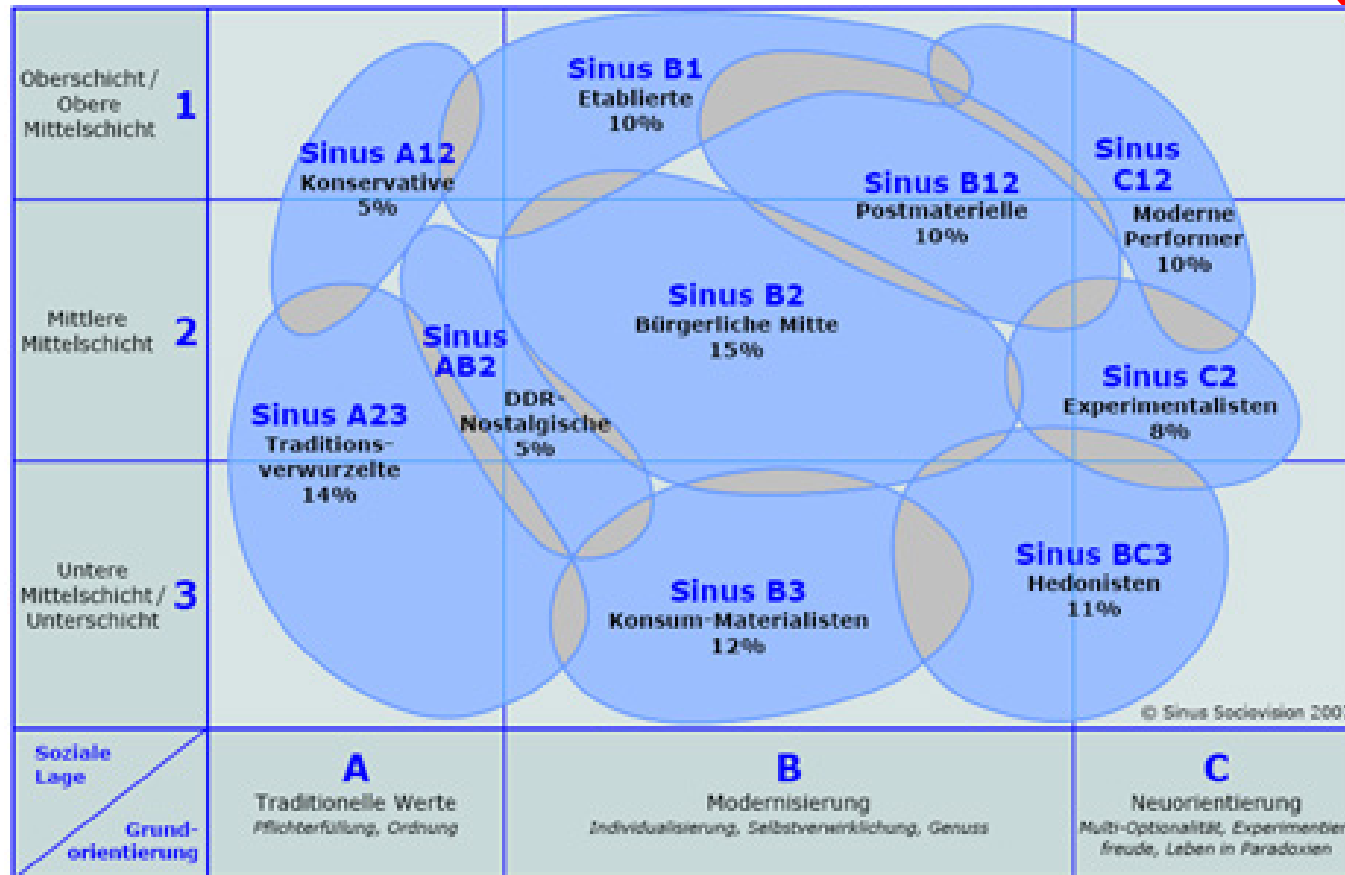 Oberschicht /
Obere
Mittelschicht
1
Sinus B1
Etablierte
10%
Sinus A12
Konservative
5%
Sinus B12
Postmaterielle
10%
Sinus
C12
Moderne
Performer
10%
Mittlere
Mittelschicht
2
Sinus B2
Bürgerliche Mitte
15%
Sinus
AB2
DDR-
Nostalgische
5%
Sinus C2
Experimentalisten
8%
Sinus A23
Traditions-
verwurzelte
14%
Untere
Mittelschicht /
Unterschicht
3
Sinus B3
Konsum-Materialisten
12%
Sinus BC3
Hedonisten
11%
© Sinus Sociovision
Soziale
Lage
Grund-
orientierung
A
Traditionelle Werte
Pflichterfüllung, Ordnung
B
Modernisierung
Individualisierung, Selbstverwirklichung, Genuss
C
Neuorientierung
Multi-Optionalität, Experimentier
freude, Leben in Paradoxien